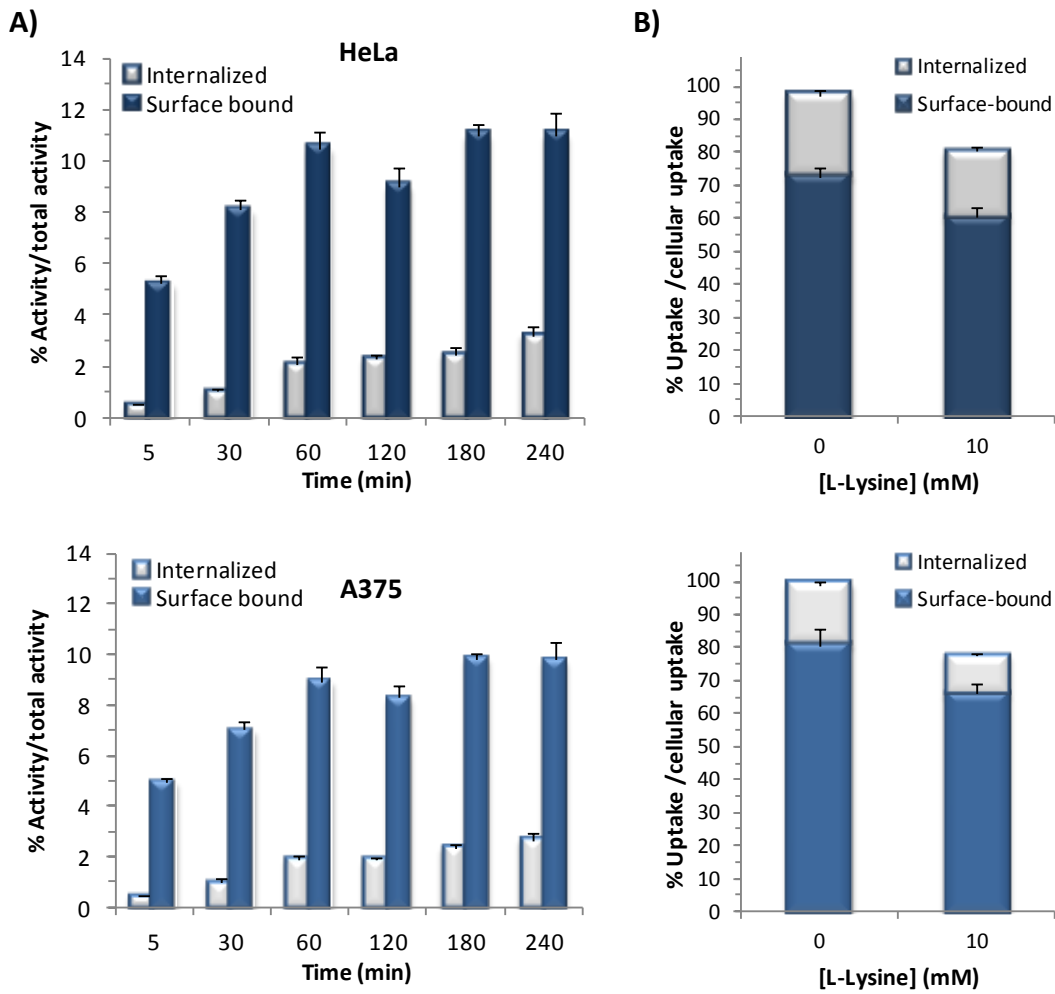 A)
HeLa
Internalized
Surface bound
14
12
10
8
6
4
2
0
% Activity/total activity
5 30 60 120 180 240
Time (min)
B)
Internalized
Surface-bound
100
90
80
70
60
50
40
30
20
10
0
% Uptake /cellular uptake
0 10
[L-Lysine] (mM)
A375
Internalized
Surface bound
14
12
10
8
6
4
2
0
% Activity/total activity
5 30 60 120 180 240
Time (min)
Internalized
Surface-bound
100
90
80
70
60
50
40
30
20
10
0
% Uptake /cellular uptake
0 10
[L-Lysine] (mM)